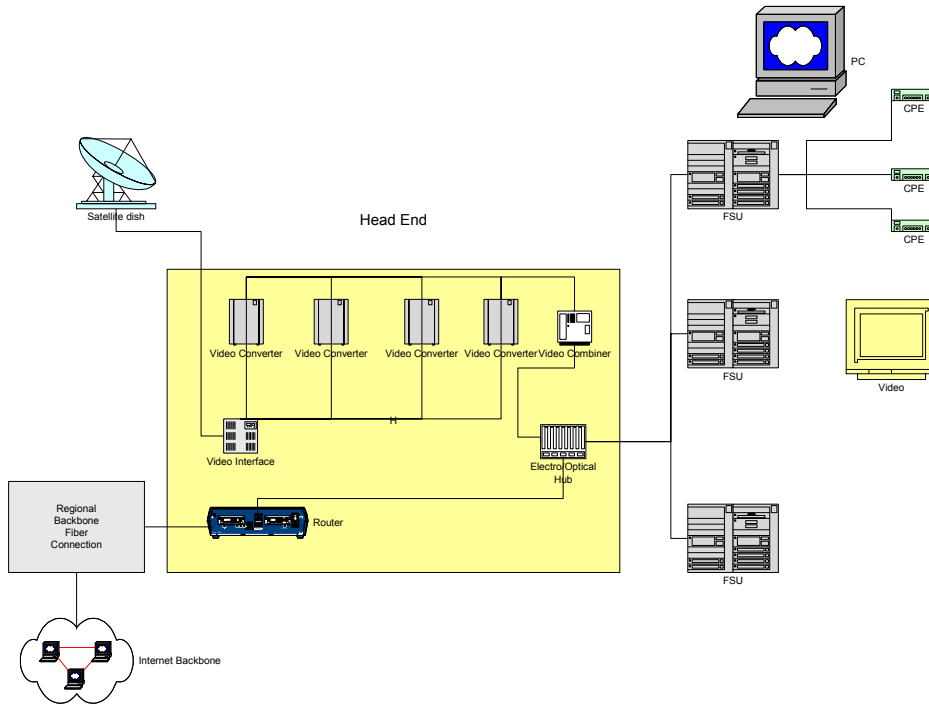 PC
CPE
CPE
CPE
FSU
Satellite dish
Head End
Video Converter
Video Converter
Video Converter
Video Converter
Video Combiner
FSU
Video
H
Video Interface
Electro/Optical
Hub
Regional
Backbone
Fiber
Connection
Router
FSU
Internet Backbone